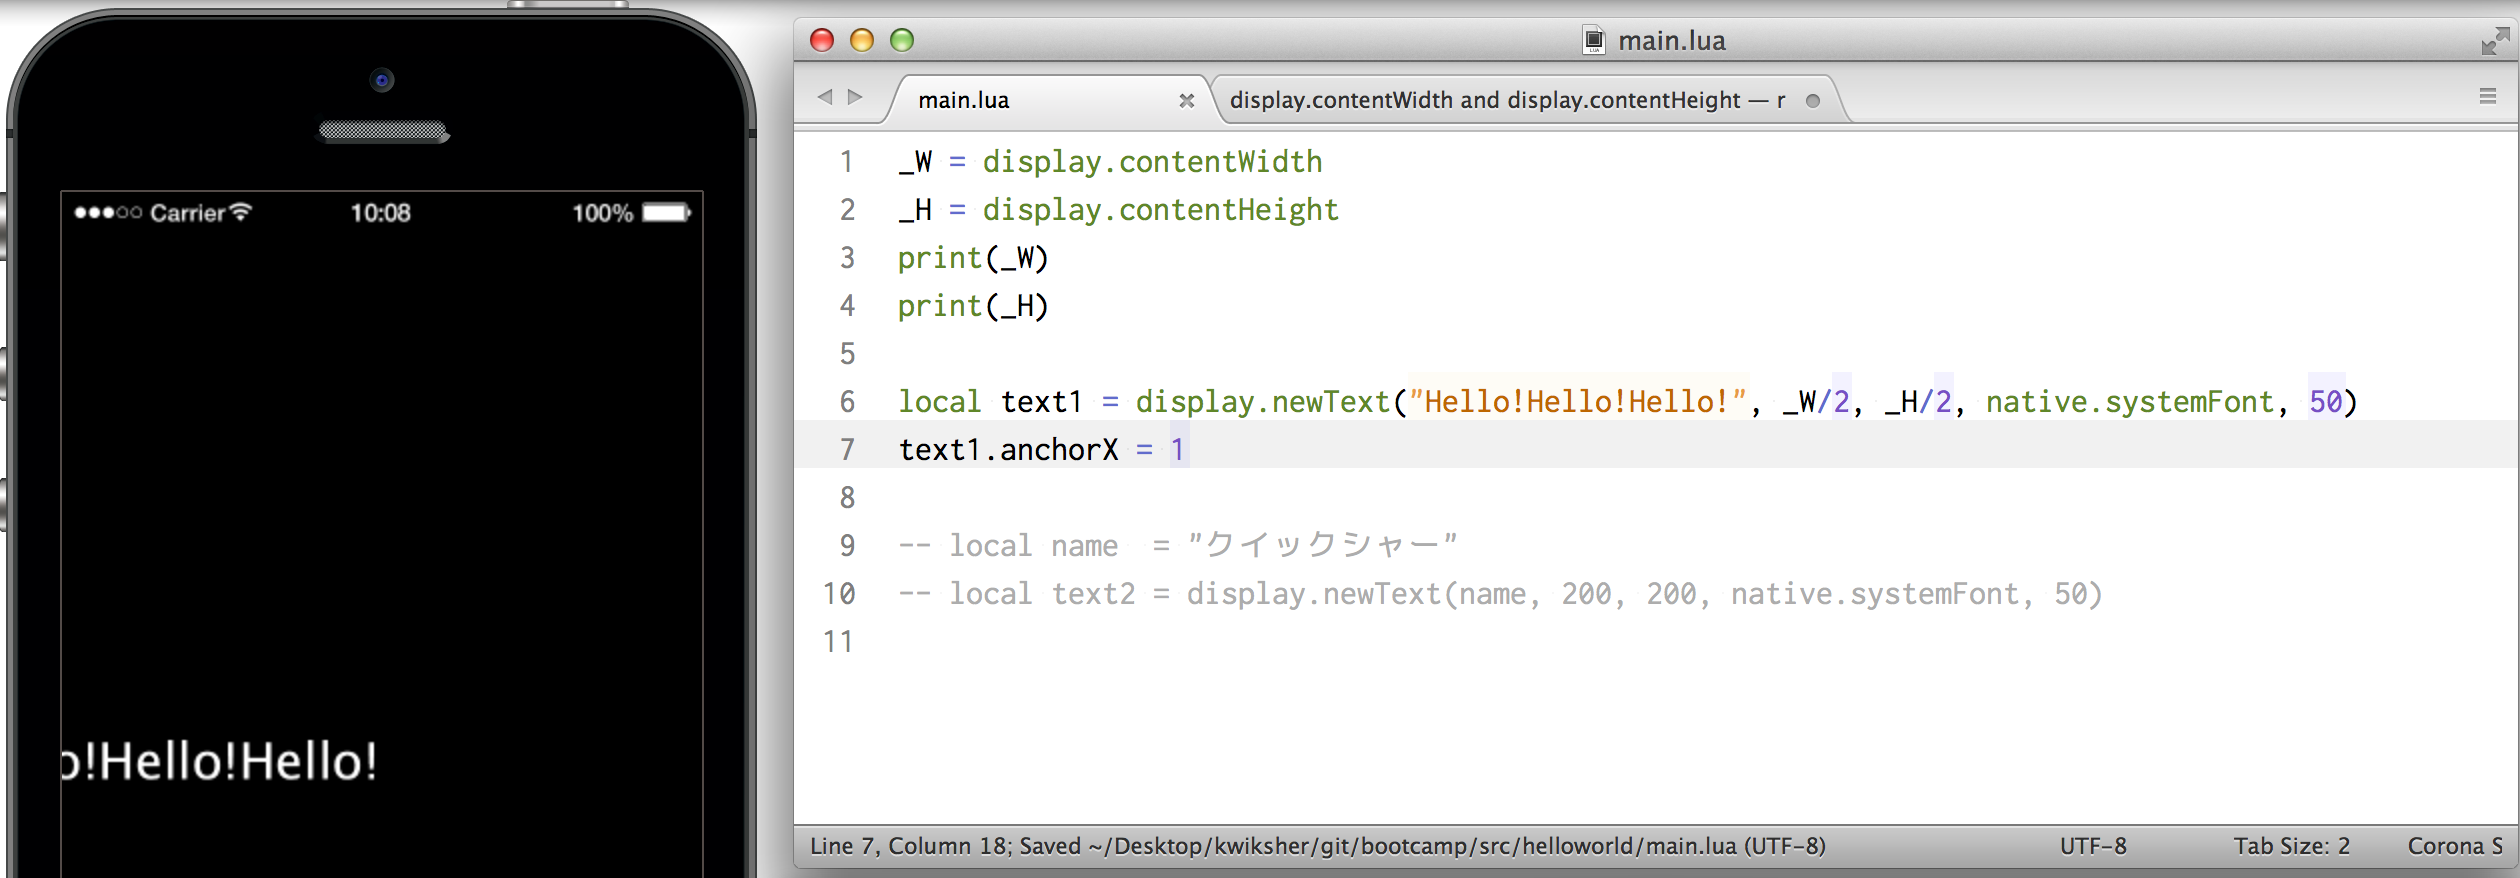 Carrier 10:08 100%
o!Hello!Hello!
main.lua
main.lua
display.contentWidth and display.contentHeight — r
1 _W = display.contentWidth
2 _H = display.contentHeight
3 print(_W)
4 print(_H)
5
6 local text1 = display.newText("Hello!Hello!Hello!", _W/2, _H/2, native.systemFont, 50)
7 text1.anchorX = 1
8
9 -- local name  = "クイックシャー"
10 -- local text2 = display.newText(name, 200, 200, native.systemFont, 50)
11
Line 7, Column 18; Saved ~/Desktop/kwiksher/git/bootcamp/src/helloworld/main.lua (UTF-8) UTF-8 Tab Size: 2 Corona S